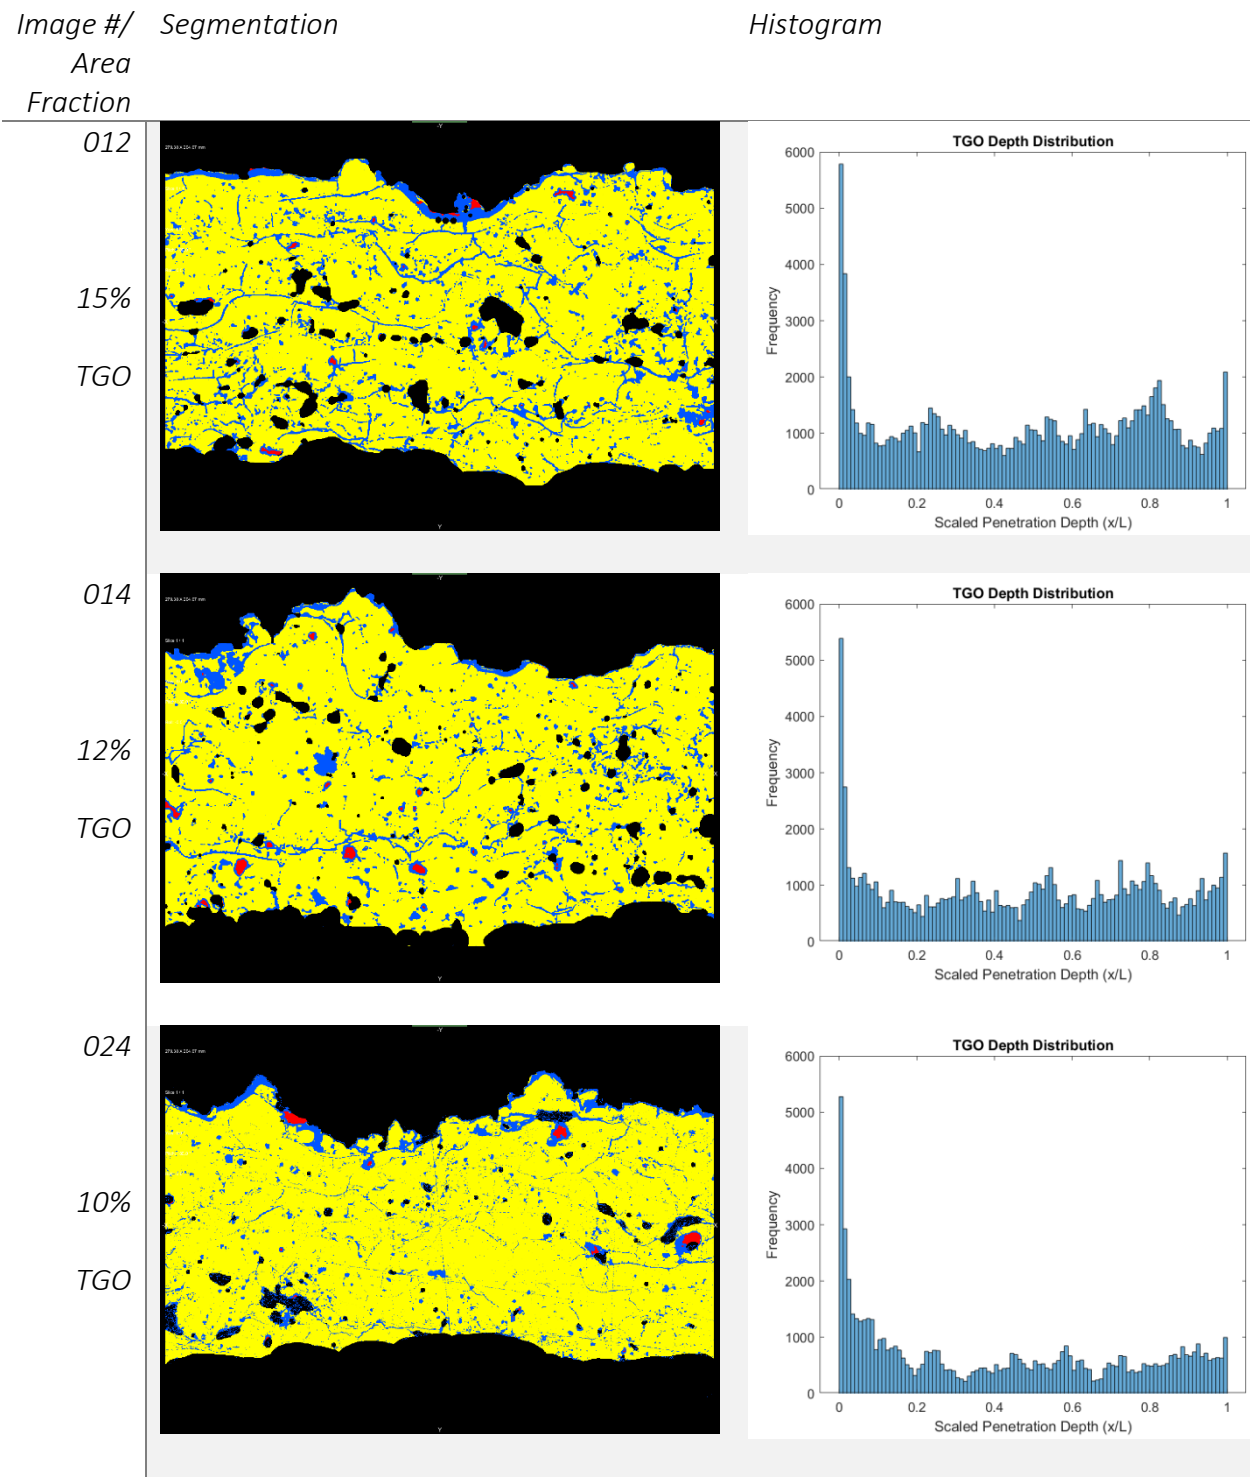 Image #/ Segmentation Histogram
Area
Fraction
012
15%
TGO
-Y
X
Y
TGO Depth Distribution
6000
5000
4000
3000
2000
1000
0
Frequency
0 0.2 0.4 0.6 0.8 1
Scaled Penetration Depth (x/L)
014
12%
TGO
-Y
X
Y
TGO Depth Distribution
6000
5000
4000
3000
2000
1000
0
Frequency
0 0.2 0.4 0.6 0.8 1
Scaled Penetration Depth (x/L)
024
10%
TGO
-Y
X
Y
TGO Depth Distribution
6000
5000
4000
3000
2000
1000
0
Frequency
0 0.2 0.4 0.6 0.8 1
Scaled Penetration Depth (x/L)